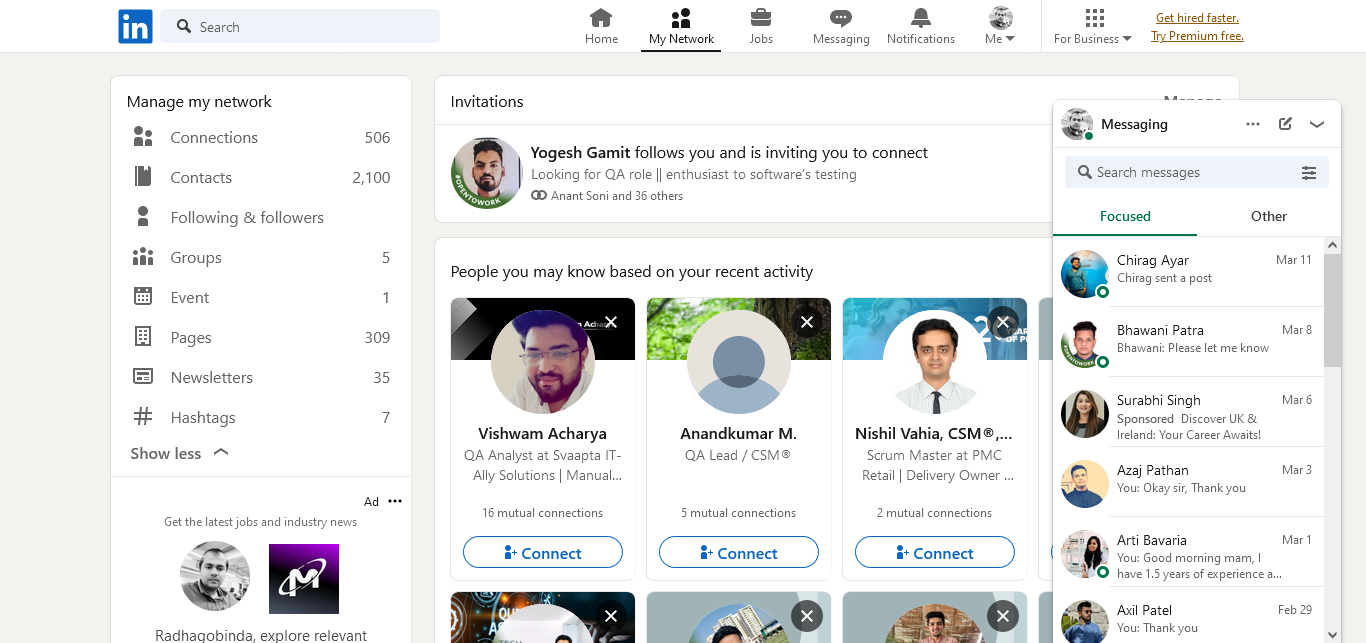 in
Search
Home
My Network
Jobs
Messaging
Notifications
Me
For Business
Get hired faster.
Try Premium free.
Manage my network
Connections 506
Contacts 2,100
Following & followers
Groups 5
Event 1
Pages 309
Newsletters 35
Hashtags 7
Show less
Ad
Get the latest jobs and industry news
Radhagobinda, explore relevant
Invitations
Yogesh Gamit follows you and is inviting you to connect
Looking for QA role || enthusiast to software's testing
Anant Soni and 36 others
#OPENTOWORK
People you may know based on your recent activity
Vishwam Acharya
QA Analyst at Svaapta IT-
Ally Solutions | Manual...
16 mutual connections
Connect
Anandkumar M.
QA Lead / CSM®
5 mutual connections
Connect
Nishil Vahia, CSM®,...
Scrum Master at PMC
Retail | Delivery Owner ...
2 mutual connections
Connect
Messaging
Search messages
Focused
Other
Chirag Ayar Mar 11
Chirag sent a post
Bhawani Patra Mar 8
Bhawani: Please let me know
Surabhi Singh Mar 6
Sponsored Discover UK &
Ireland: Your Career Awaits!
Azaj Pathan Mar 3
You: Okay sir, Thank you
Arti Bavaria Mar 1
You: Good morning mam, I
have 1.5 years of experience a...
Axil Patel Feb 29
You: Thank you